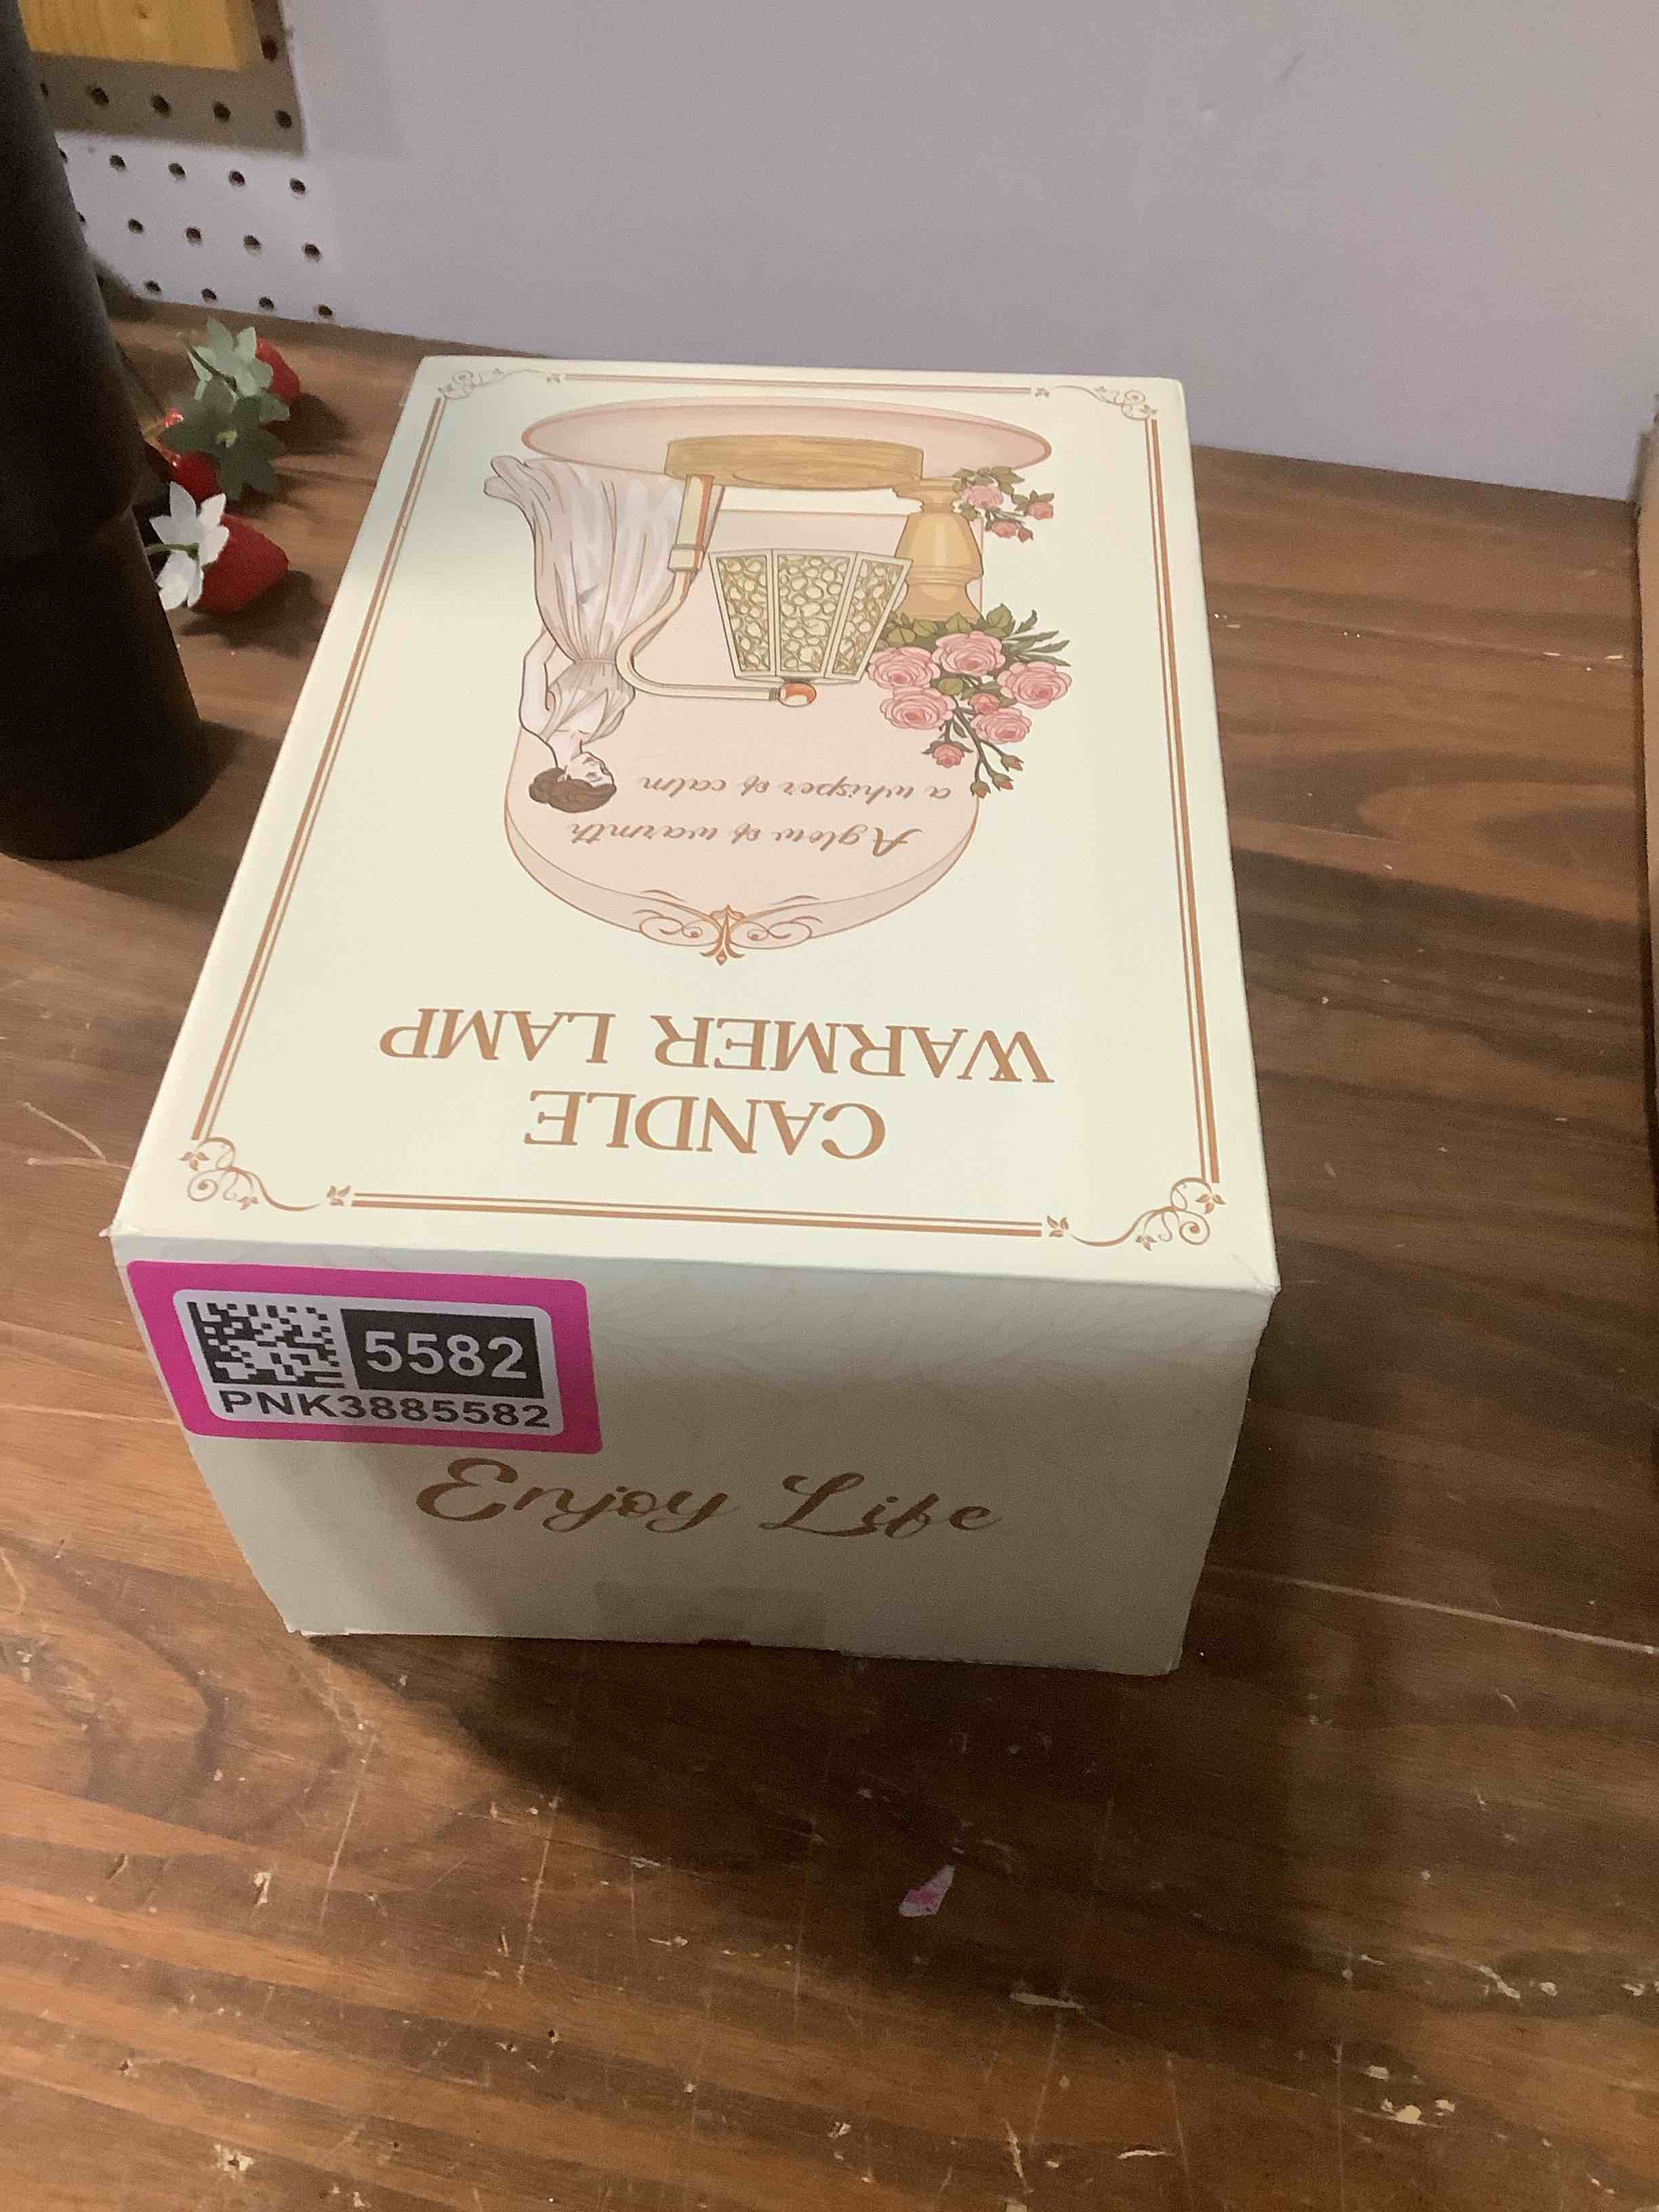 CANDLE
WARMER LAMP
A glow of warmth
a whisper of calm
5582
PNK3885582
Enjoy Life